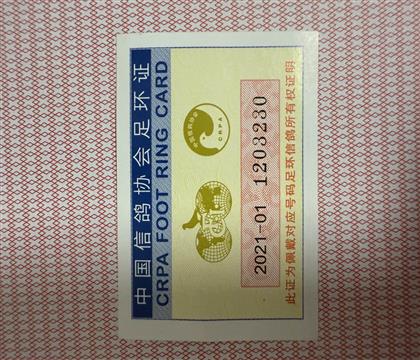 中国信鸽协会足环证
CRPA FOOT RING CARD
CRPA
2021-01 1203230
此证为佩戴对应号码足环信鸽所有权证明